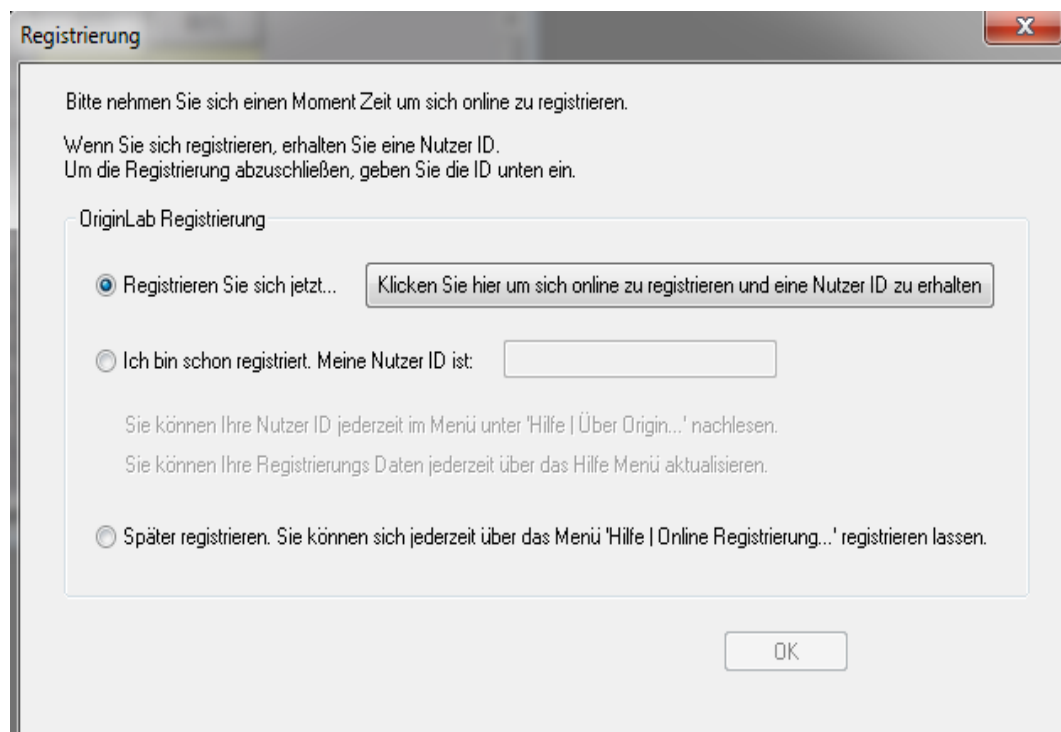 Registrierung
X
Bitte nehmen Sie sich einen Moment Zeit um sich online zu registrieren.
Wenn Sie sich registrieren, erhalten Sie eine Nutzer ID.
Um die Registrierung abzuschließen, geben Sie die ID unten ein.
OriginLab Registrierung
Registrieren Sie sich jetzt... Klicken Sie hier um sich online zu registrieren und eine Nutzer ID zu erhalten
Ich bin schon registriert. Meine Nutzer ID ist:
Sie können Ihre Nutzer ID jederzeit im Menü unter 'Hilfe | Über Origin...' nachlesen.
Sie können Ihre Registrierungs Daten jederzeit über das Hilfe Menü aktualisieren.
Später registrieren. Sie können sich jederzeit über das Menü 'Hilfe | Online Registrierung...' registrieren lassen.
OK